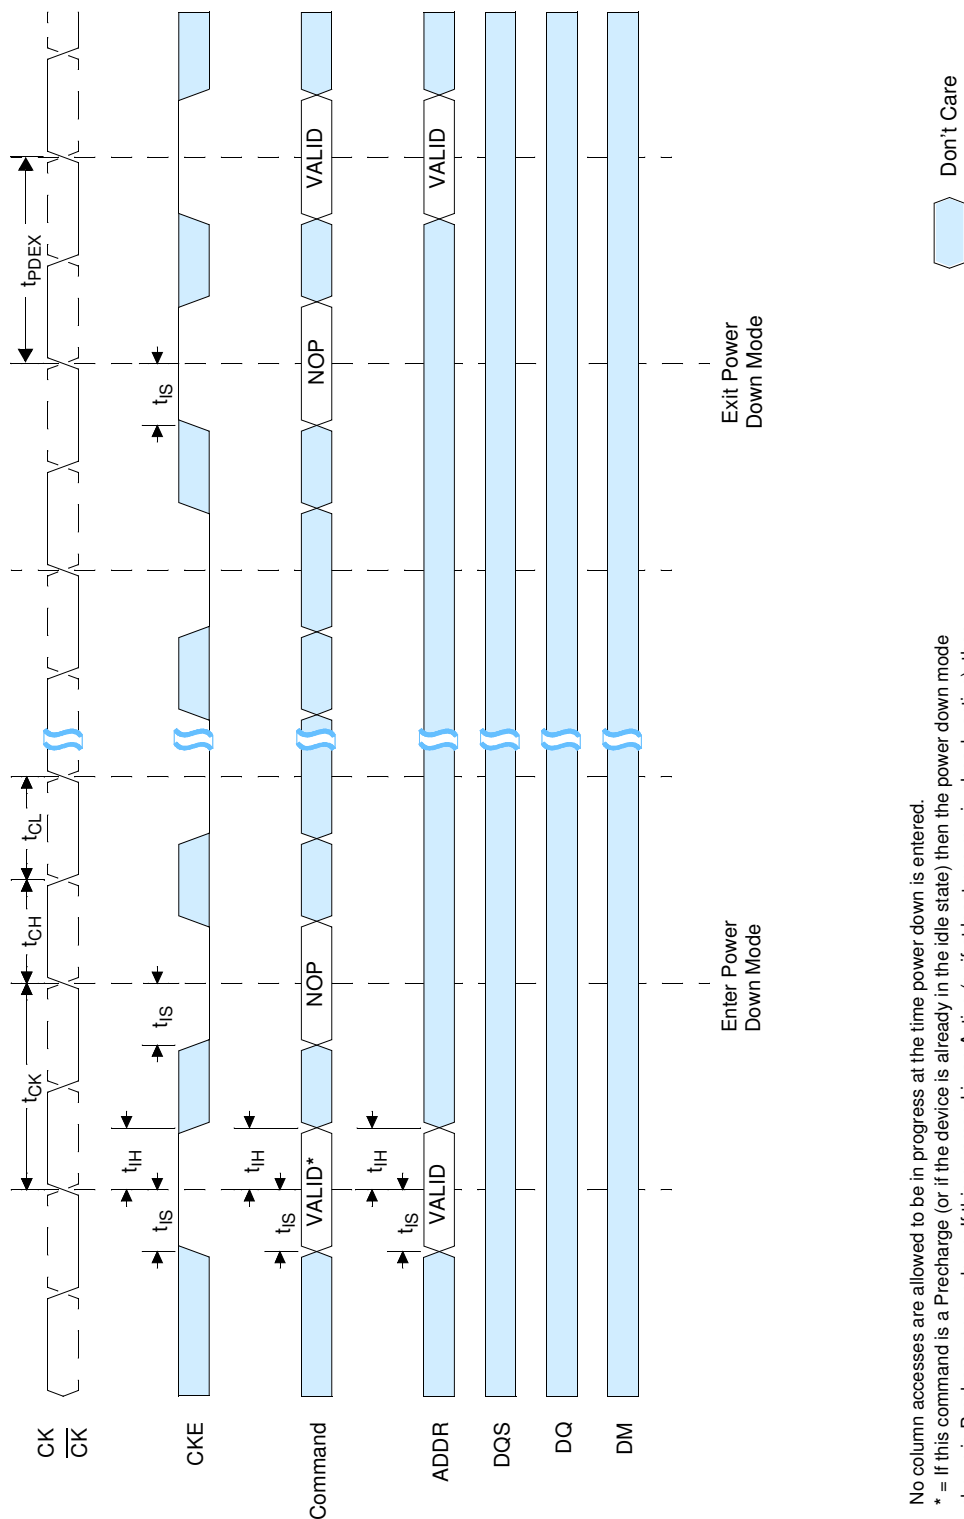 CK
CK
tCK
tCH
tCL
tPDEX
CKE
tIS
tIH
tIS
tIS
Command
tIS
tIH
VALID*
NOP
NOP
VALID
ADDR
tIS
tIH
VALID
VALID
DQS
DQ
DM
Enter Power
Down Mode
Exit Power
Down Mode
Don't Care
No column accesses are allowed to be in progress at the time power down is entered.
* = If this command is a Precharge (or if the device is already in the idle state) then the power down mode